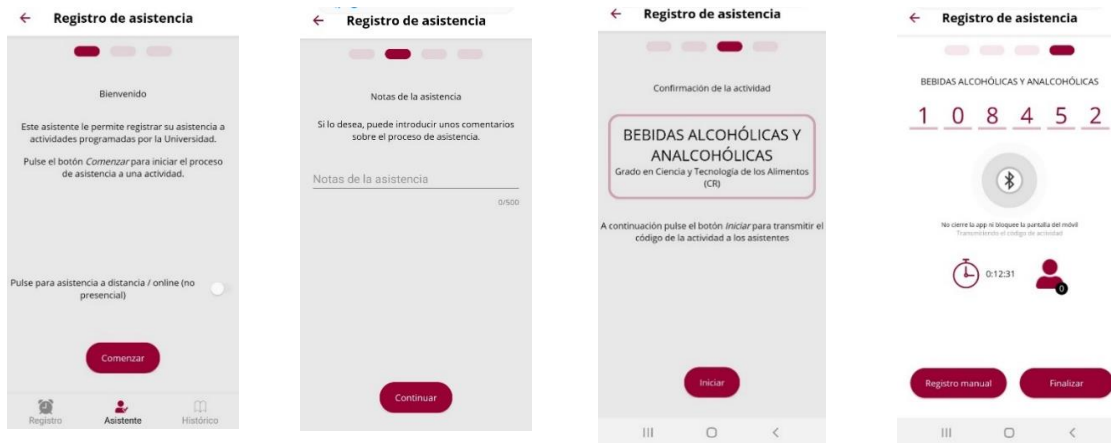 Registro de asistencia
Bienvenido
Este asistente le permite registrar su asistencia a
actividades programadas por la Universidad.
Pulse el botón Comenzar para iniciar el proceso
de asistencia a una actividad.
Pulse para asistencia a distancia / online (no
presencial)
Comenzar
Registro
Asistente
Histórico
Registro de asistencia
Notas de la asistencia
Si lo desea, puede introducir unos comentarios
sobre el proceso de asistencia.
Notas de la asistencia
0/500
Continuar
Registro de asistencia
Confirmación de la actividad
BEBIDAS ALCOHÓLICAS Y
ANALCOHÓLICAS
Grado en Ciencia y Tecnología de los Alimentos
(CR)
A continuación pulse el botón Iniciar para transmitir el
código de la actividad a los asistentes
Iniciar
Registro de asistencia
BEBIDAS ALCOHÓLICAS Y ANALCOHÓLICAS
1 0 8 4 5 2
No cierre la app ni bloquee la pantalla del móvil
Transmitiendo el código de actividad
0:12:31
0
Registro manual
Finalizar